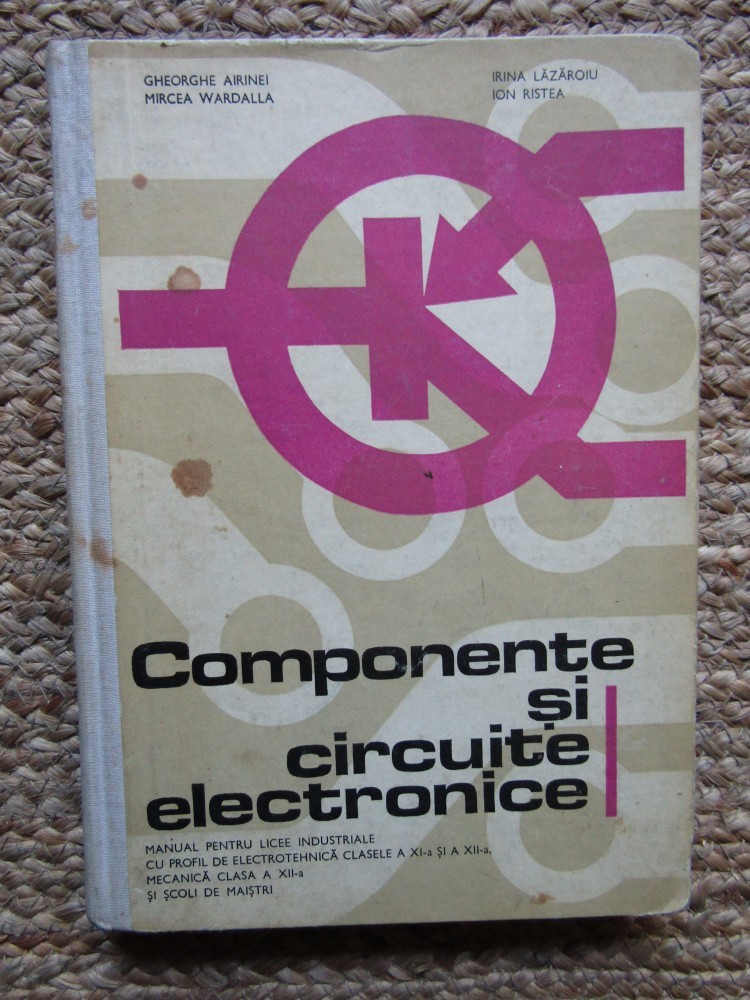 GHEORGHE AIRINEI
MIRCEA WARDALLA
IRINA LĂZĂROIU
ION RISTEA
Componente
și
circuite
electronice
MANUAL PENTRU LICEE INDUSTRIALE
CU PROFIL DE ELECTROTEHNICĂ CLASELE A XI-a ȘI A XII-a,
MECANICĂ CLASA A XII-a
ȘI ȘCOLI DE MAIȘTRI